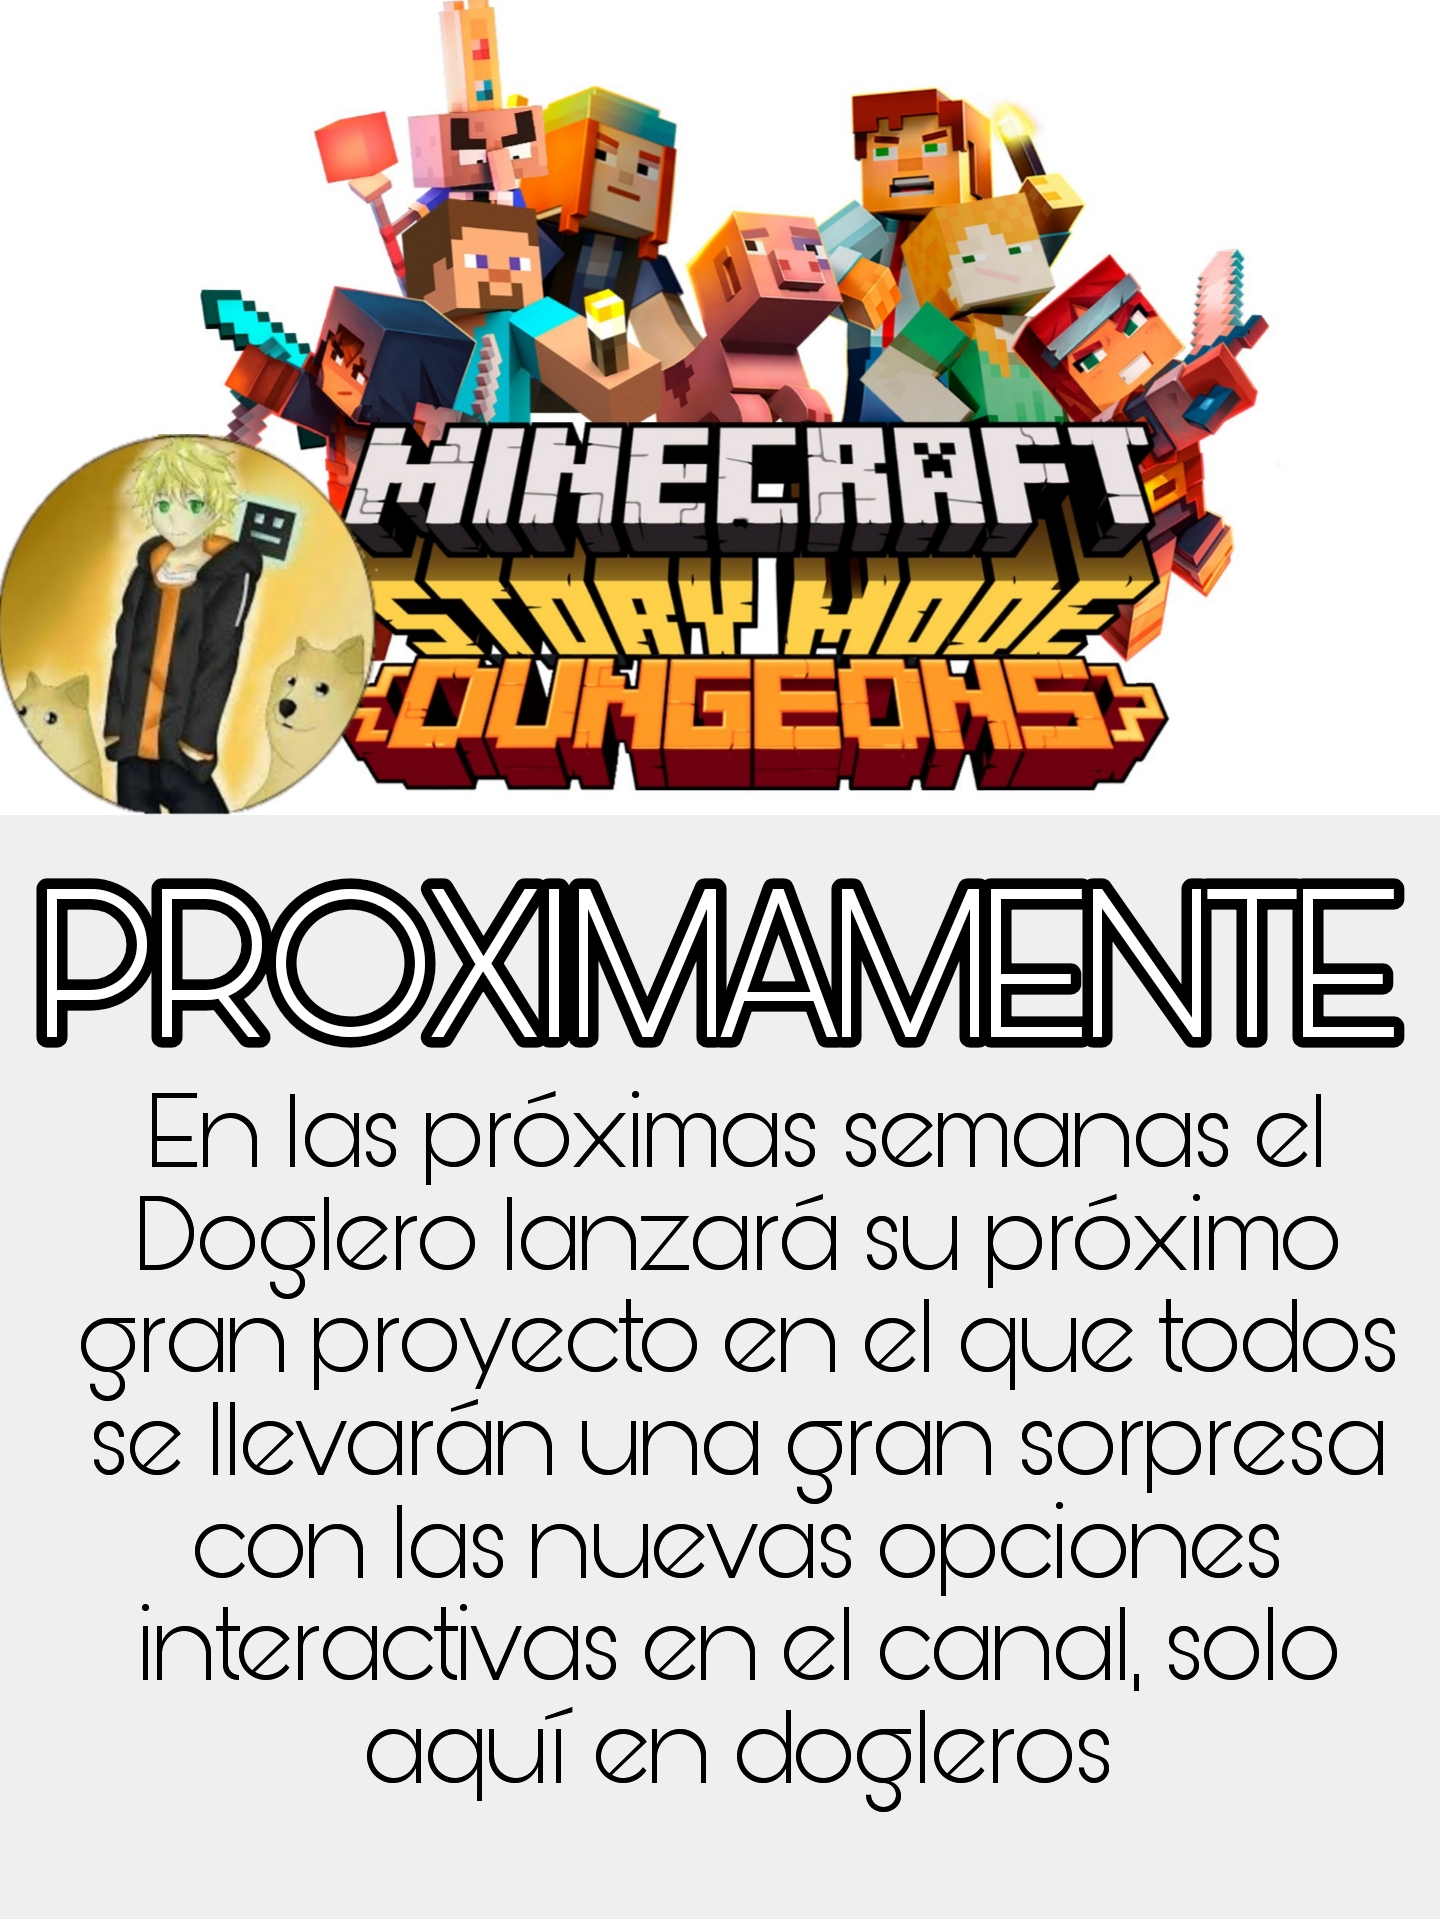 MINECRAFT
STORY MODE
DUNGEONS
PROXIMAMENTE
En las próximas semanas el
Doglero lanzará su próximo
gran proyecto en el que todos
se llevarán una gran sorpresa
con las nuevas opciones
interactivas en el canal, solo
aquí en dogleros